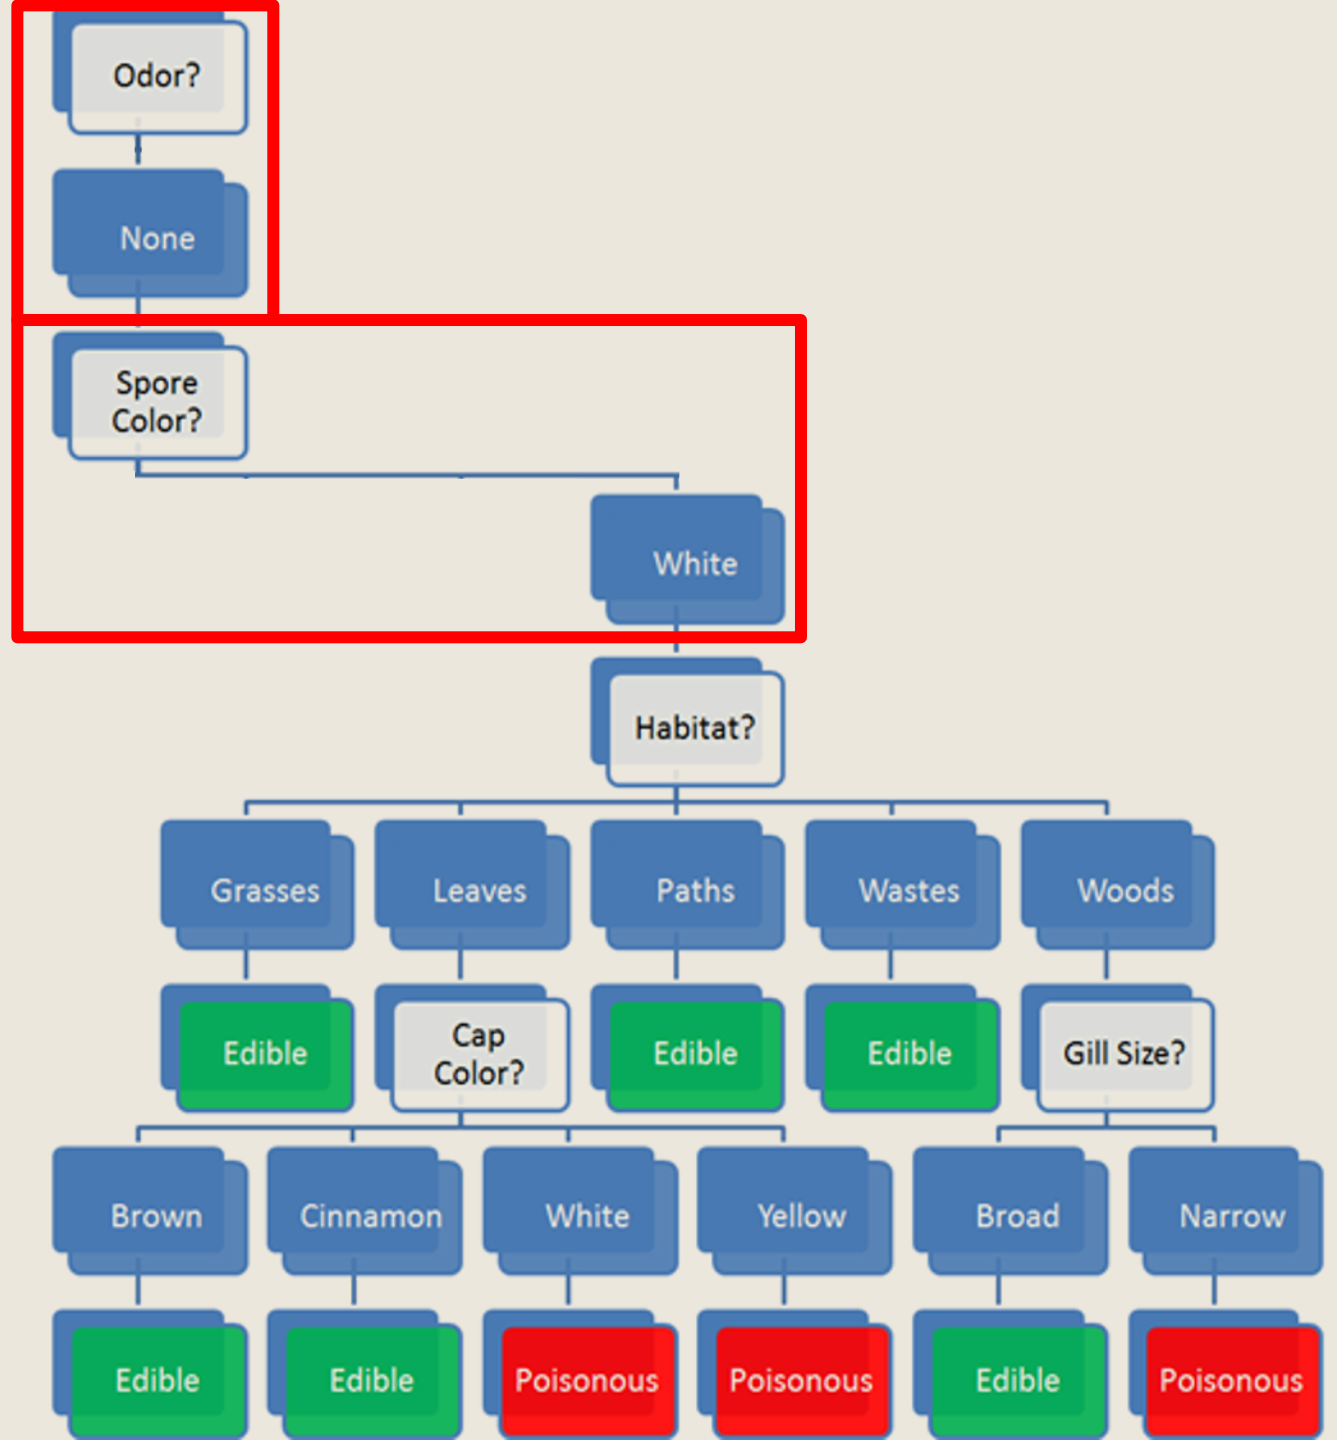 Odor?
None
Spore
Color?
White
Habitat?
Grasses
Leaves
Paths
Wastes
Woods
Edible
Cap
Color?
Edible
Edible
Gill Size?
Brown
Cinnamon
White
Yellow
Broad
Narrow
Edible
Edible
Poisonous
Poisonous
Edible
Poisonous